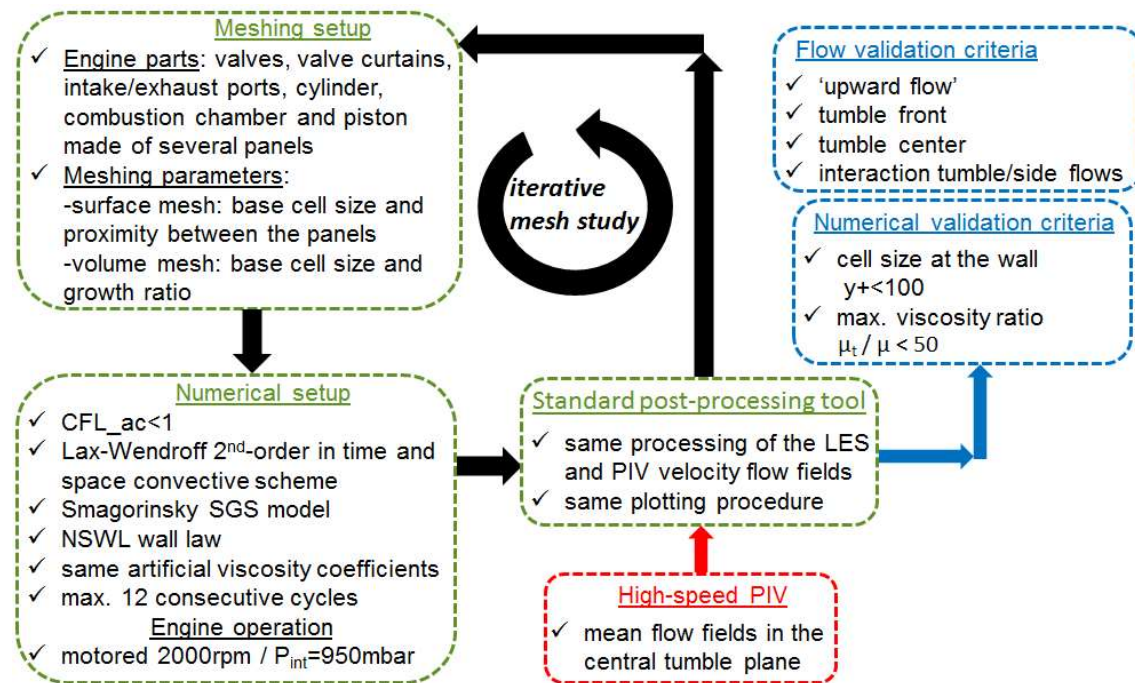 Meshing setup
✓ Engine parts: valves, valve curtains,
intake/exhaust ports, cylinder,
combustion chamber and piston
made of several panels
✓ Meshing parameters:
-surface mesh: base cell size and
proximity between the panels
-volume mesh: base cell size and
growth ratio
iterative
mesh study
Flow validation criteria
✓ ‘upward flow’
✓ tumble front
✓ tumble center
✓ interaction tumble/side flows
Numerical validation criteria
✓ cell size at the wall
y+<100
✓ max. viscosity ratio
μt / μ < 50
Numerical setup
✓ CFL_ac<1
✓ Lax-Wendroff 2nd-order in time and
space convective scheme
✓ Smagorinsky SGS model
✓ NSWL wall law
✓ same artificial viscosity coefficients
✓ max. 12 consecutive cycles
Engine operation
✓ motored 2000rpm / Pint=950mbar
Standard post-processing tool
✓ same processing of the LES
and PIV velocity flow fields
✓ same plotting procedure
High-speed PIV
✓ mean flow fields in the
central tumble plane